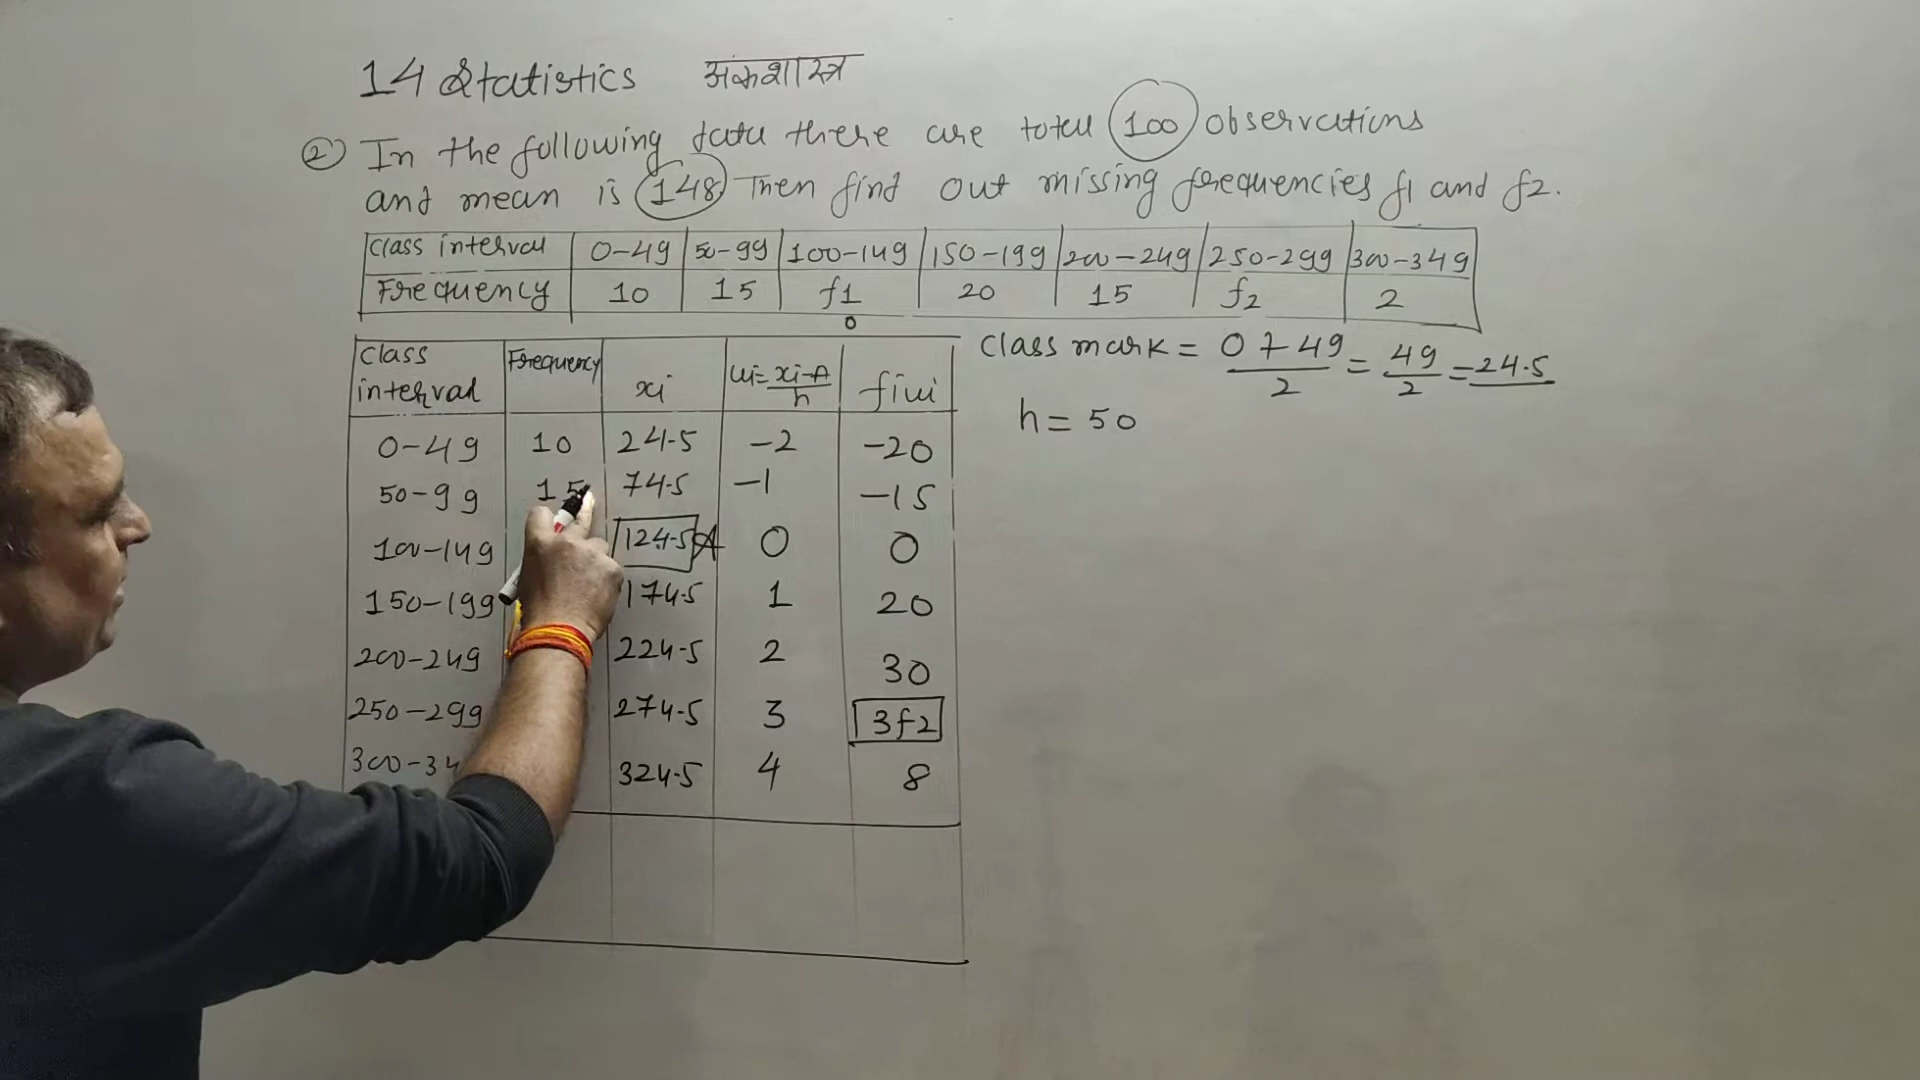 14 Statistics अंकशास्त्र
② In the following data there are total 100 observations
and mean is 148 Then find out missing frequencies f1 and f2.
Class interval 0-49 50-99 100-149 150-199 200-249 250-299 300-349
Frequency 10 15 f1 20 15 f2 2
0
Class interval Frequency xi ui=xi-A/h fiui
0-49 10 24.5 -2 -20
50-99 15 74.5 -1 -15
100-149 124.5 A 0 0
150-199 174.5 1 20
200-249 224.5 2 30
250-299 274.5 3 3f2
300-34 324.5 4 8
Class mark = 0+49/2 = 49/2 = 24.5
h = 50